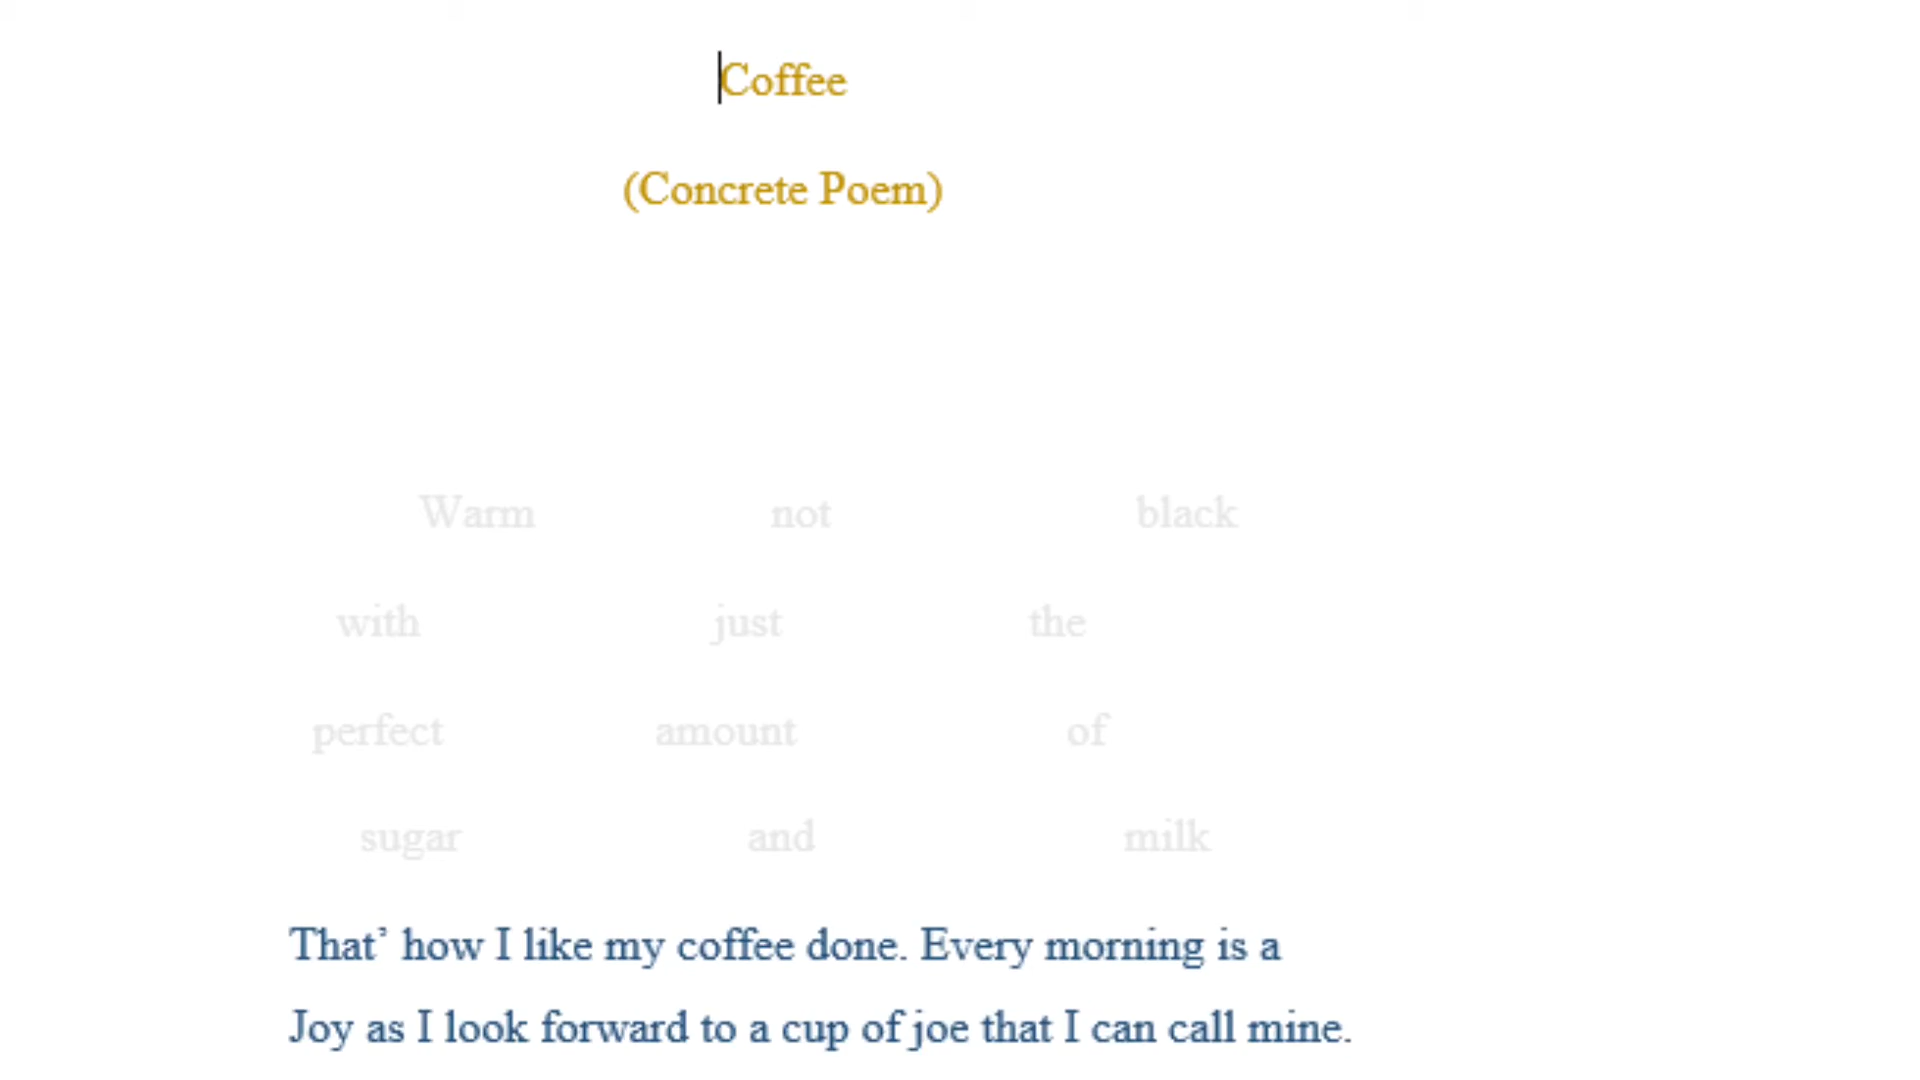 Coffee
(Concrete Poem)
Warm not black
with just the
perfect amount of
sugar and milk
That’ how I like my coffee done. Every morning is a
Joy as I look forward to a cup of joe that I can call mine.